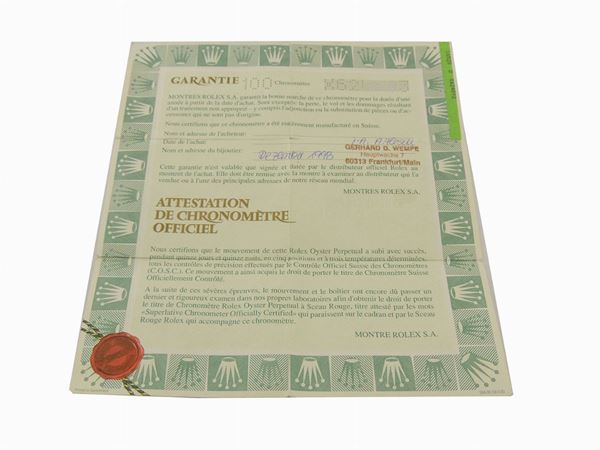 GARANTIE 100 Chronomètre
MONTRES ROLEX S.A. garantit la bonne marche de ce chronomètre pour la durée d'une
année à partir de la date d'achat. Sont exceptés: la perte, le vol et les dommages résultant
d'un traitement non approprié – y compris l'adjonction ou la substitution de pièces ou d'ac-
cessoires qui ne sont pas d'origine.
Nous certifions que ce chronomètre a été entièrement manufacturé en Suisse.
Nom et adresse de l'acheteur:
Date de l'achat:
Nom et adresse du bijoutier:
Dezember 1998
GERHARD D. WEMPE
Hauptwache 7
60313 Frankfurt/Main
Cette garantie n'est valable que signée et datée par le distributeur officiel Rolex au
moment de l'achat. Elle doit être remise avec la montre à examiner au distributeur qui l'a
vendue ou à l'une des principales adresses de notre réseau mondial.
MONTRES ROLEX S.A.
ATTESTATION
DE CHRONOMÈTRE
OFFICIEL
Nous certifions que le mouvement de cette Rolex Oyster Perpetual a subi avec succès,
pendant quinze jours et quinze nuits, en cinq positions et à trois températures déterminées,
tous les contrôles de précision effectués par le Contrôle Officiel Suisse des Chronomètres
(C.O.S.C.). Ce mouvement a ainsi acquis le droit de porter le titre de Chronomètre Suisse
Officiellement Contrôlé.
A la suite de ces sévères épreuves, le mouvement et le boîtier ont encore dû passer un
dernier et rigoureux examen dans nos propres laboratoires afin d'obtenir le droit de porter
le titre de Chronomètre Rolex Oyster Perpetual à Sceau Rouge, titre attesté par les mots
«Superlative Chronometer Officially Certified» qui paraissent sur le cadran et par le Sceau
Rouge Rolex qui accompagne ce chronomètre.
MONTRE ROLEX S.A.